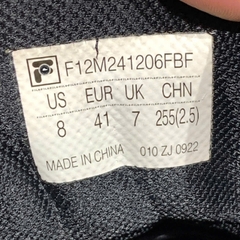 F12M241206FBF
US EUR UK CHN
8 41 7 255(2.5)
MADE IN CHINA 010 ZJ 0922